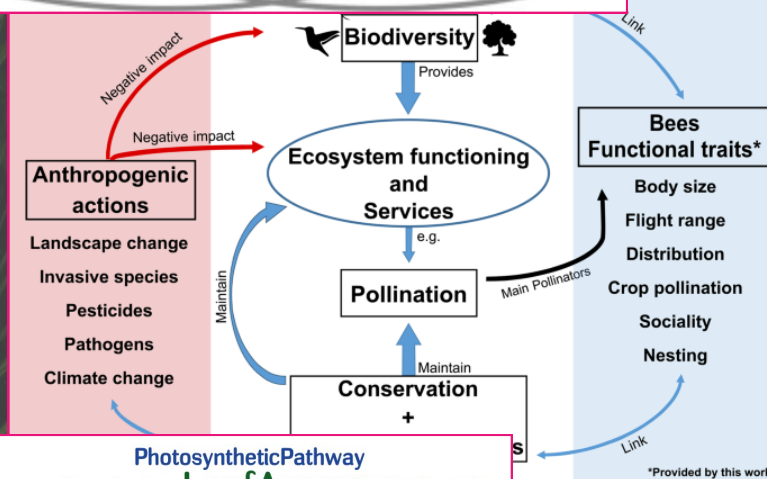 Link
Biodiversity
Negative impact
Provides
Negative impact
Bees
Functional traits*
Ecosystem functioning
and
Services
Anthropogenic
actions
Body size
Flight range
Distribution
Crop pollination
Sociality
Nesting
Landscape change
Invasive species
Pesticides
Pathogens
Climate change
e.g.
Maintain
Pollination
Main Pollinators
Maintain
Conservation
+
Link
PhotosyntheticPathway
*Provided by this work